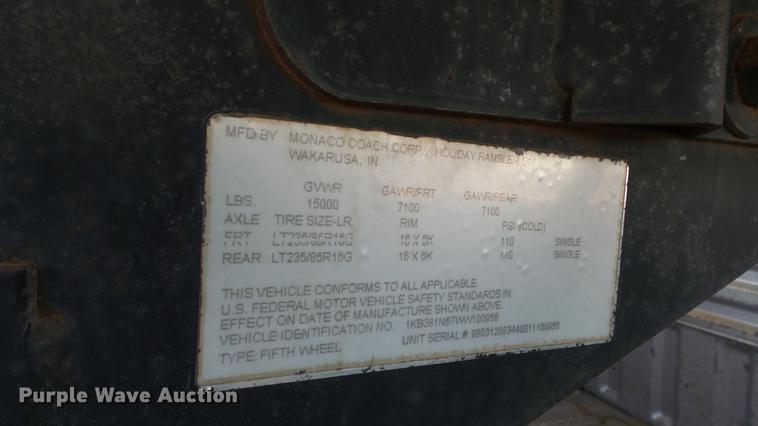 MFD BY MONACO COACH CORP / HOLIDAY RAMBLER
WAKARUSA, IN
GVWR GAWR/FRT GAWR/REAR
LBS. 15000 7100 7100
AXLE TIRE SIZE-LR RIM PSI (COLD)
FRT LT235/85R16G 16 X 6K 110 SINGLE
REAR LT235/85R16G 16 X 6K SINGLE
THIS VEHICLE CONFORMS TO ALL APPLICABLE
U.S. FEDERAL MOTOR VEHICLE SAFETY STANDARDS IN
EFFECT ON DATE OF MANUFACTURE SHOWN ABOVE.
VEHICLE IDENTIFICATION NO. 1KB381N67WW100956
UNIT SERIAL#
TYPE: FIFTH WHEEL
Purple Wave Auction